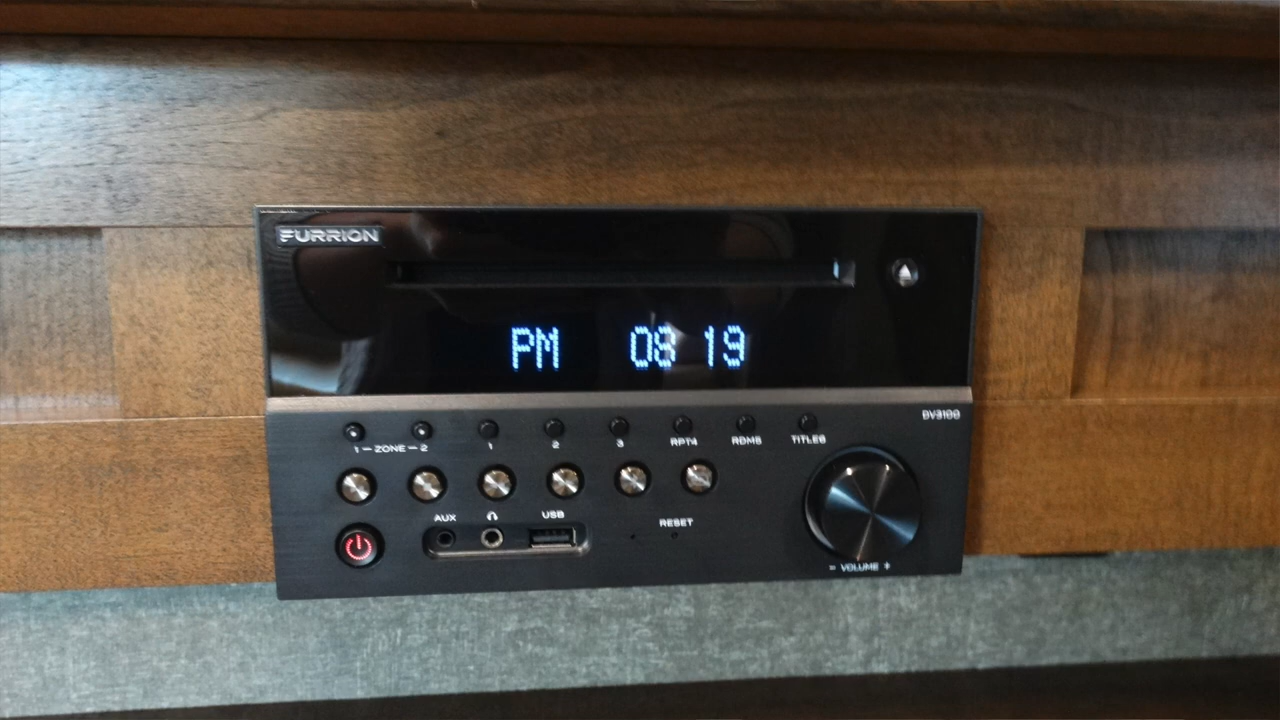 FURRION
PM 08 19
DV3100
1 — ZONE — 2 1 2 3 RPT4 RDM5 TITLE6
AUX USB RESET
- VOLUME +